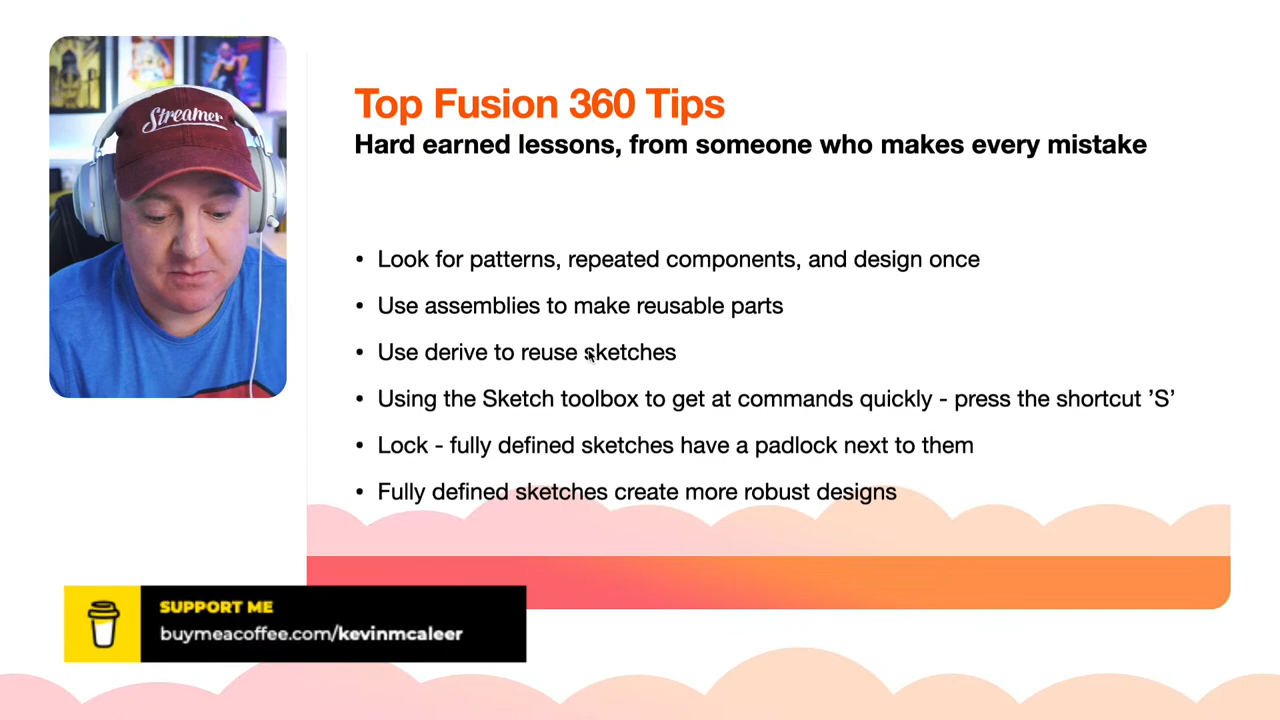 Streamer
Top Fusion 360 Tips
Hard earned lessons, from someone who makes every mistake
• Look for patterns, repeated components, and design once
• Use assemblies to make reusable parts
• Use derive to reuse sketches
• Using the Sketch toolbox to get at commands quickly - press the shortcut ’S’
• Lock - fully defined sketches have a padlock next to them
• Fully defined sketches create more robust designs
SUPPORT ME
buymeacoffee.com/kevinmcaleer